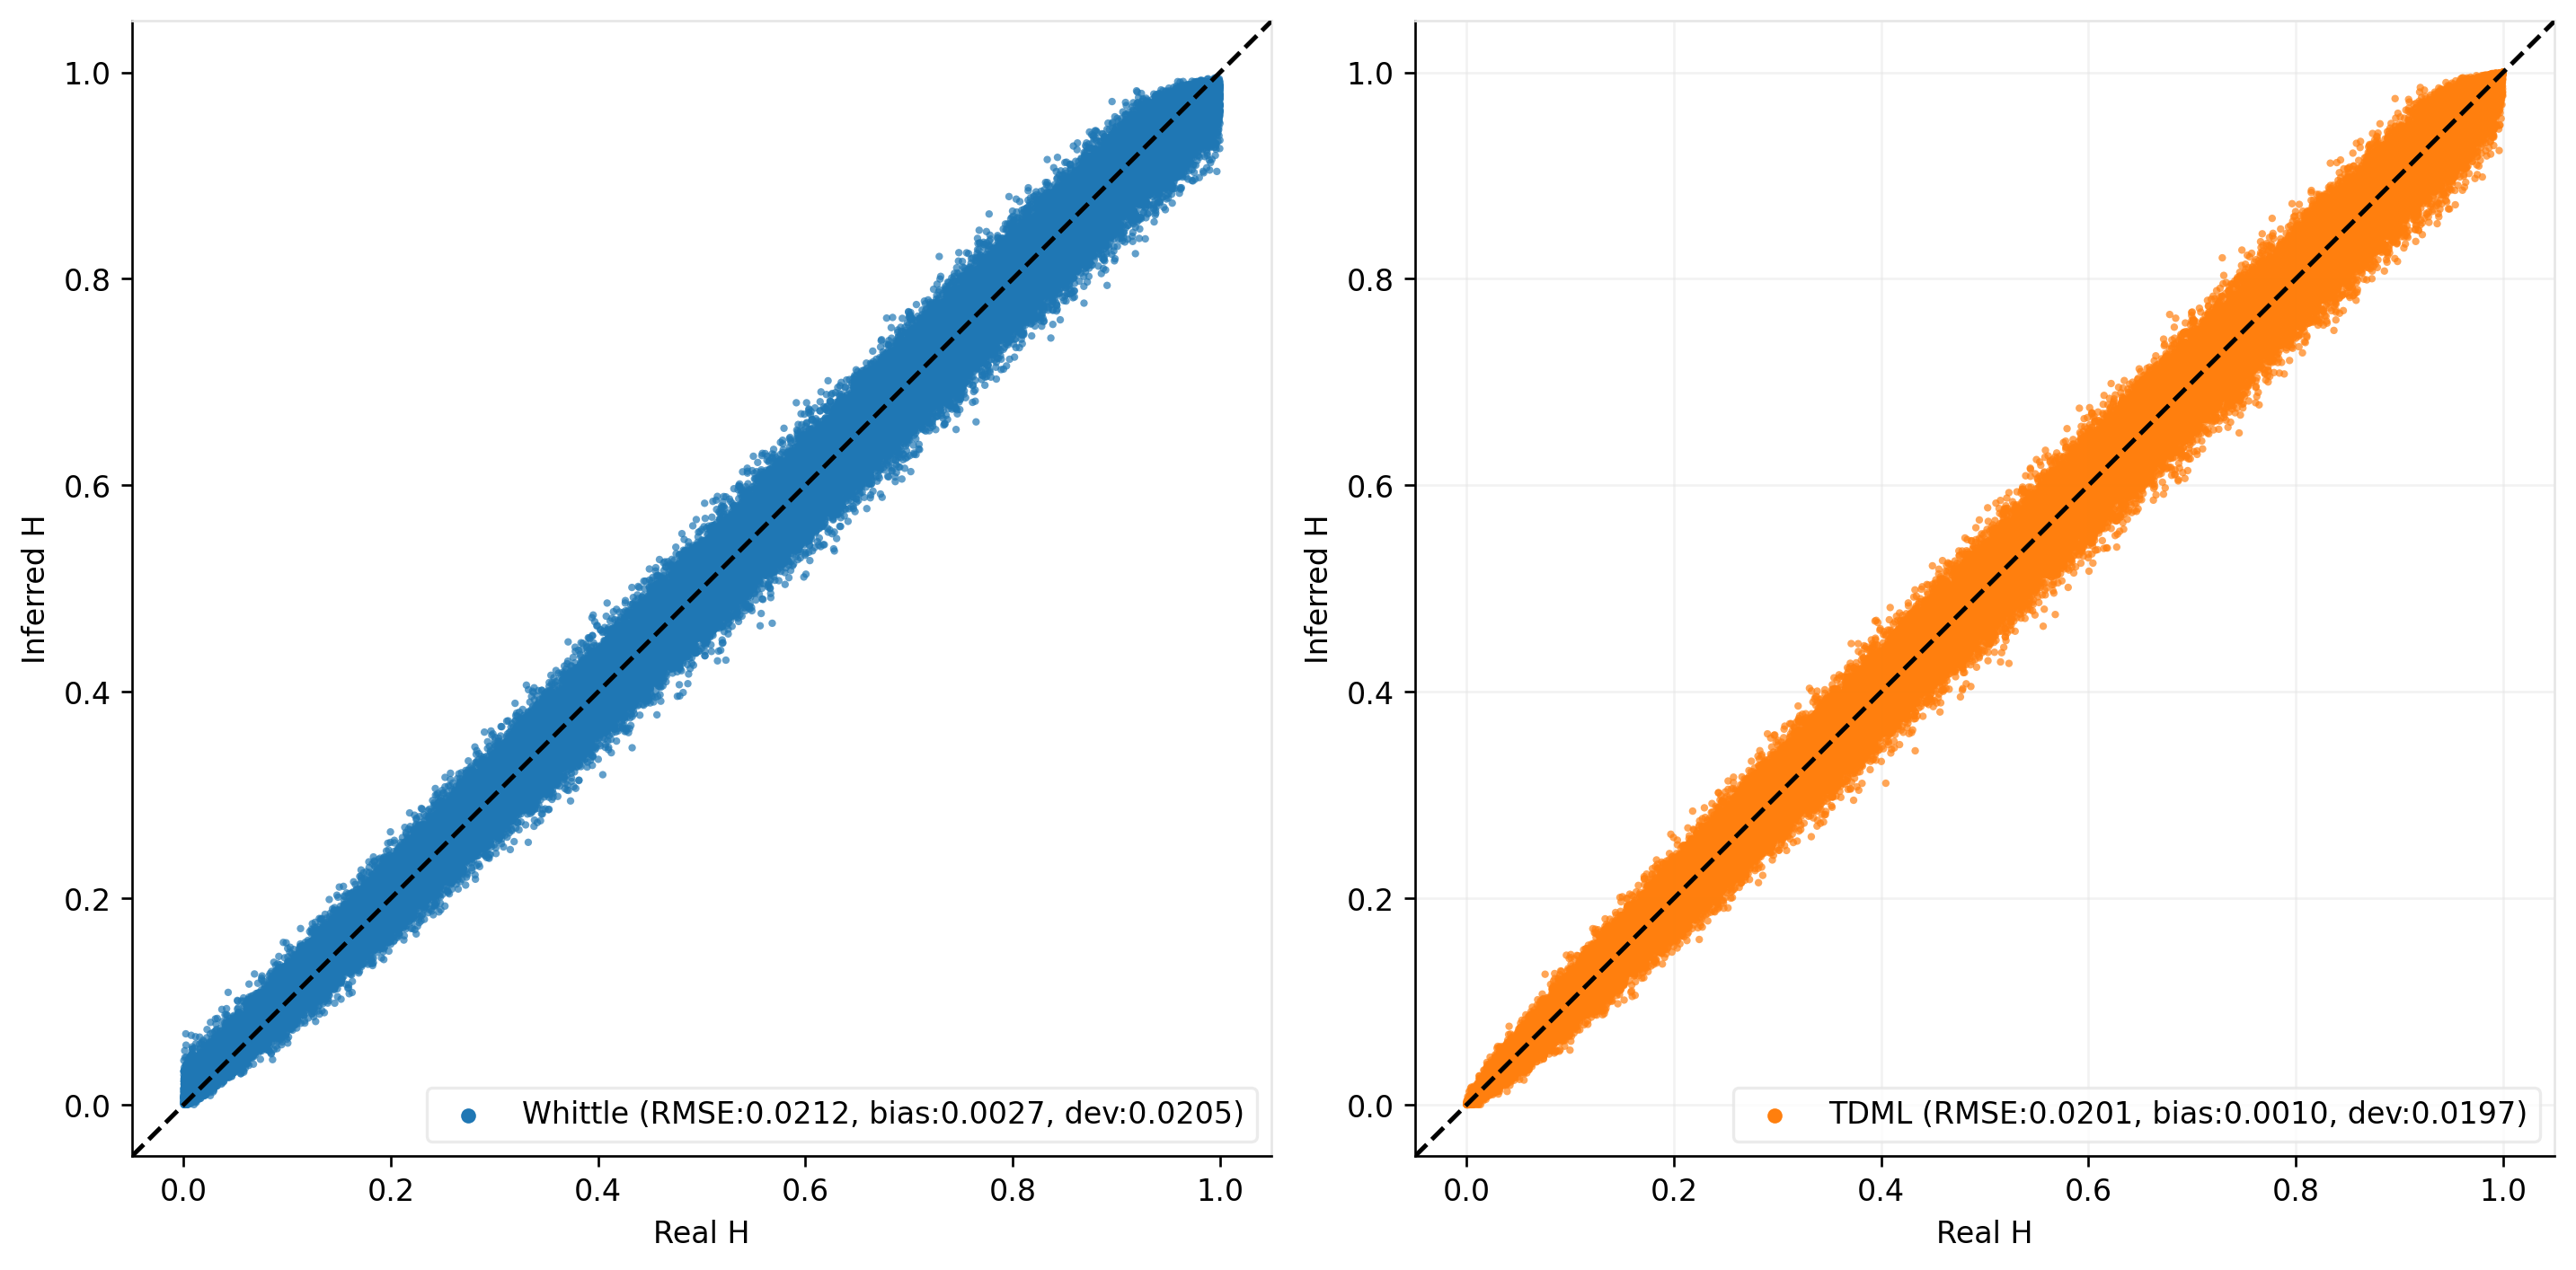 1.0
0.8
0.6
0.4
0.2
0.0
Inferred H
0.0 0.2 0.4 0.6 0.8 1.0
Real H
Whittle (RMSE:0.0212, bias:0.0027, dev:0.0205)
1.0
0.8
0.6
0.4
0.2
0.0
Inferred H
0.0 0.2 0.4 0.6 0.8 1.0
Real H
TDML (RMSE:0.0201, bias:0.0010, dev:0.0197)